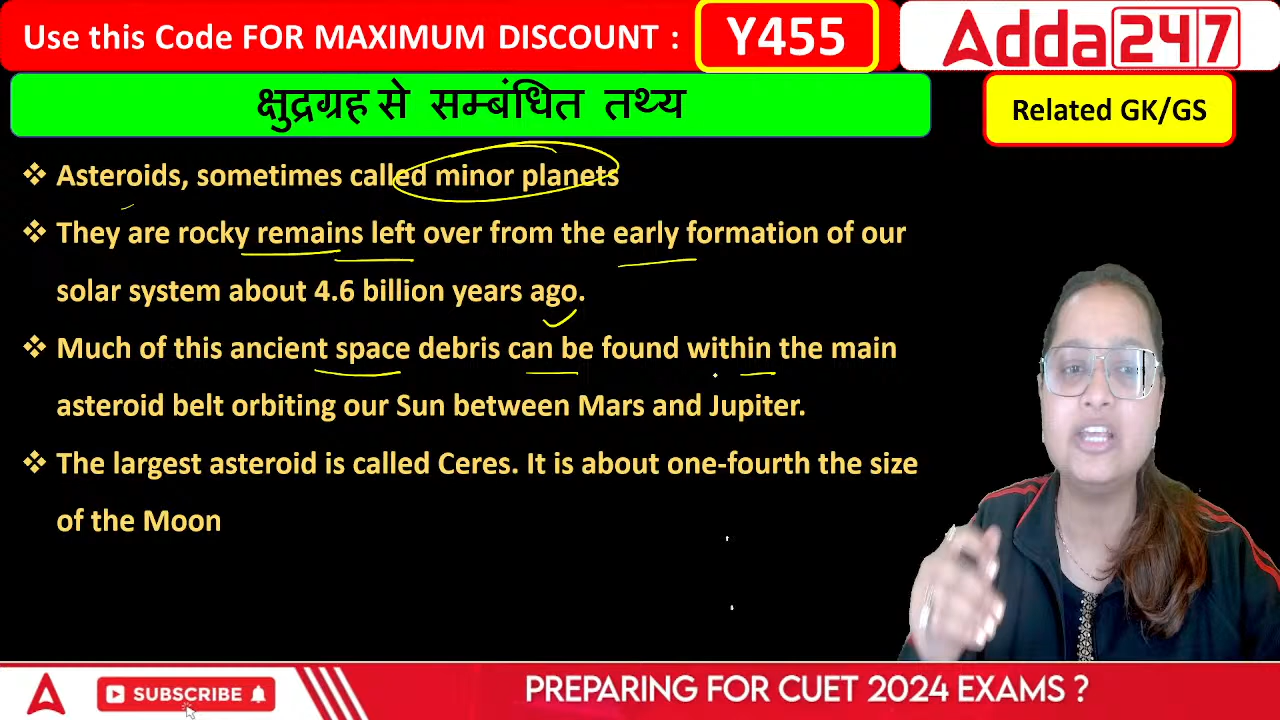 Use this Code FOR MAXIMUM DISCOUNT : Y455 Adda247
क्षुद्रग्रह से सम्बंधित तथ्य
Related GK/GS
❖ Asteroids, sometimes called minor planets
❖ They are rocky remains left over from the early formation of our
solar system about 4.6 billion years ago.
❖ Much of this ancient space debris can be found within the main
asteroid belt orbiting our Sun between Mars and Jupiter.
❖ The largest asteroid is called Ceres. It is about one-fourth the size
of the Moon
SUBSCRIBE
PREPARING FOR CUET 2024 EXAMS ?